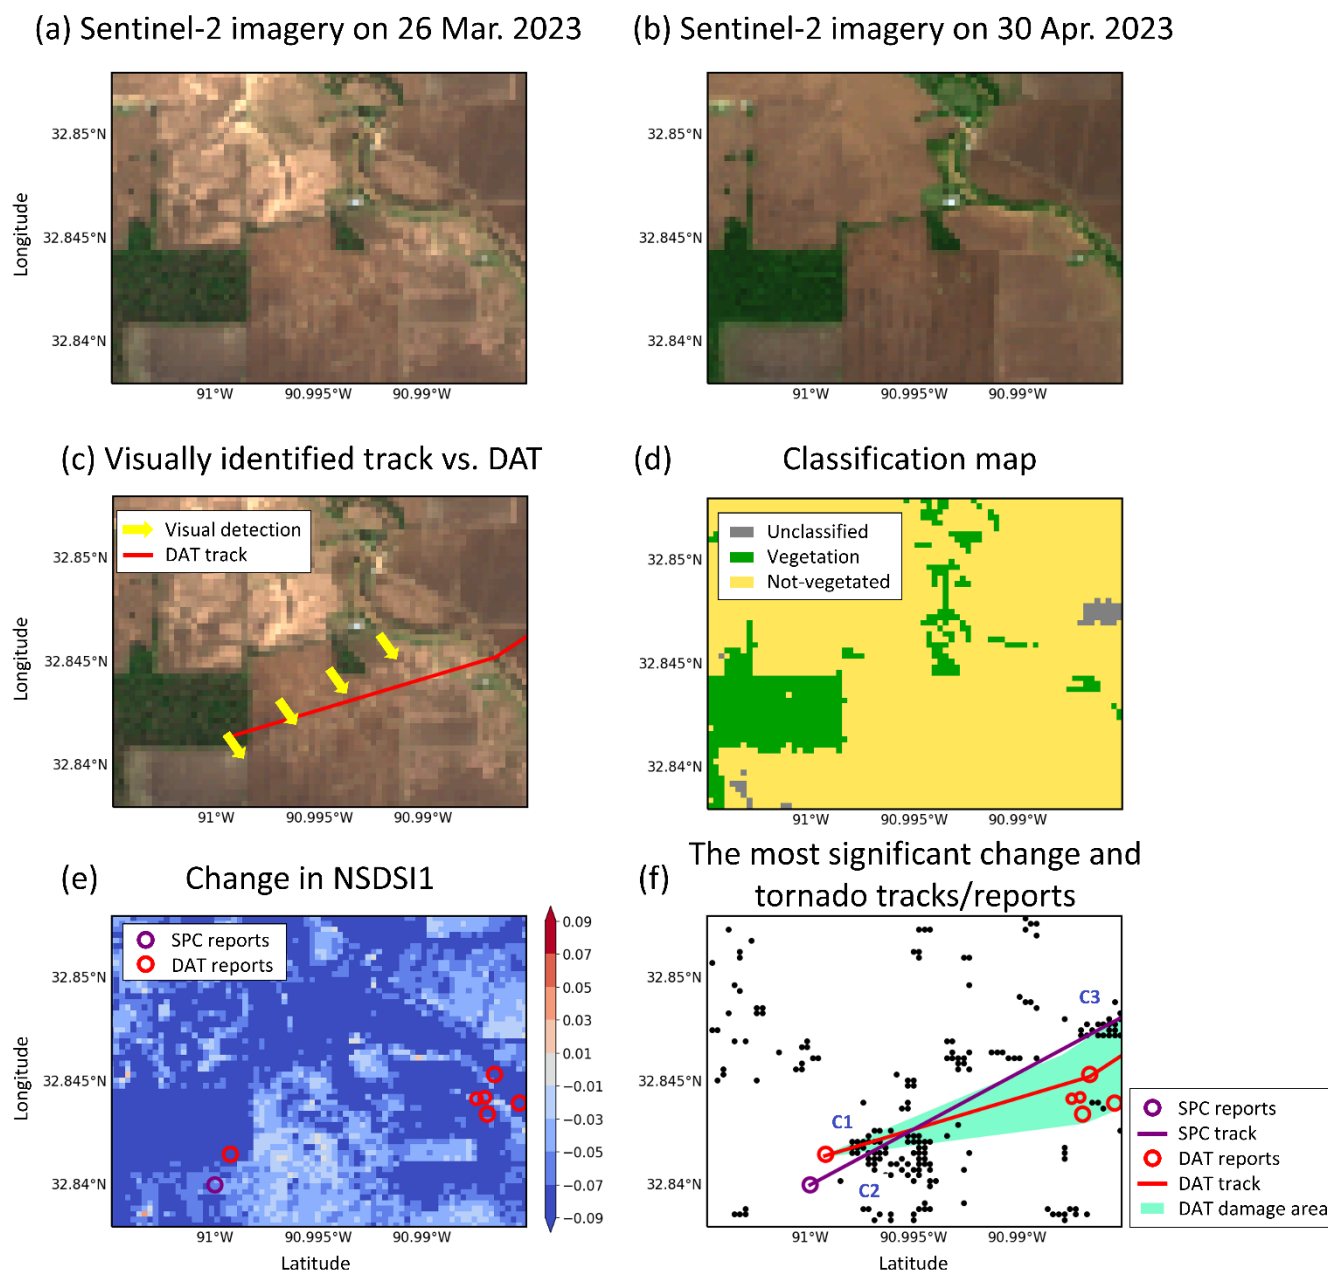 (a) Sentinel-2 imagery on 26 Mar. 2023
(b) Sentinel-2 imagery on 30 Apr. 2023
Longitude
32.85°N
32.845°N
32.84°N
91°W
90.995°W
90.99°W
32.85°N
32.845°N
32.84°N
91°W
90.995°W
90.99°W
(c) Visually identified track vs. DAT
(d) Classification map
Longitude
32.85°N
32.845°N
32.84°N
Visual detection
DAT track
91°W
90.995°W
90.99°W
32.85°N
32.845°N
32.84°N
Unclassified
Vegetation
Not-vegetated
91°W
90.995°W
90.99°W
(e) Change in NSDSI1
(f) The most significant change and
tornado tracks/reports
Longitude
32.85°N
32.845°N
32.84°N
SPC reports
DAT reports
0.09
0.07
0.05
0.03
0.01
−0.01
−0.03
−0.05
−0.07
−0.09
91°W
90.995°W
90.99°W
Latitude
32.85°N
32.845°N
32.84°N
C3
C1
C2
91°W
90.995°W
90.99°W
Latitude
SPC reports
SPC track
DAT reports
DAT track
DAT damage area